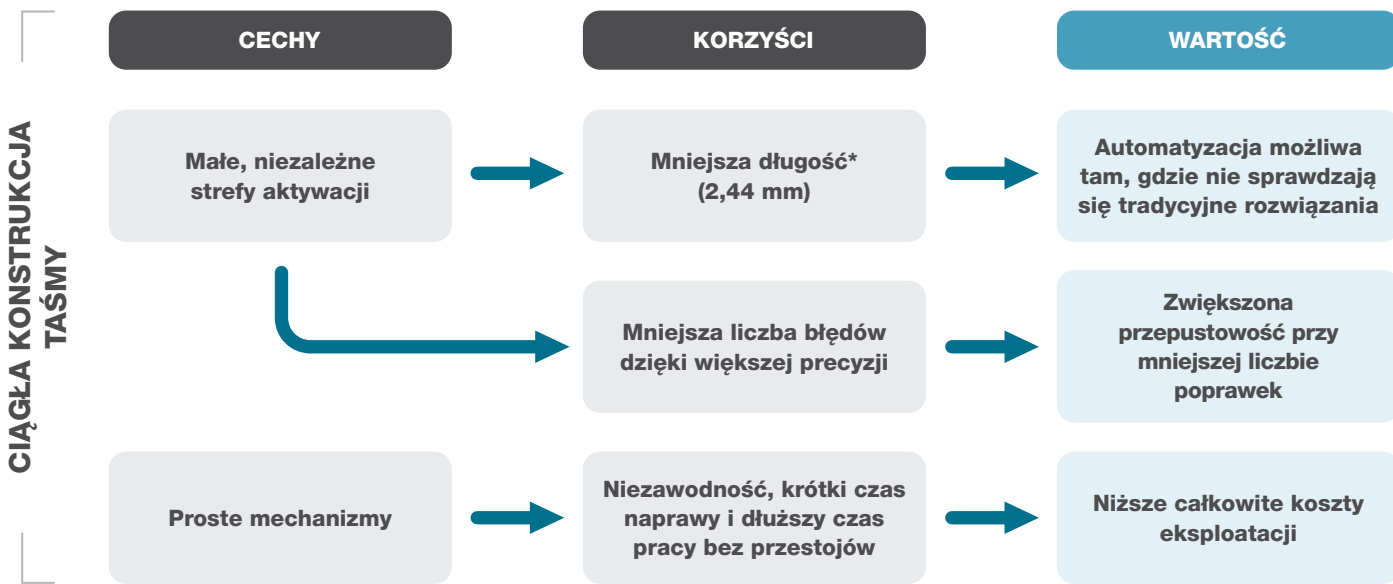 CIĄGŁA KONSTRUKCJA
TAŚMY
CECHY
KORZYŚCI
WARTOŚĆ
Małe, niezależne
strefy aktywacji
Mniejsza długość*
(2,44 mm)
Automatyzacja możliwa
tam, gdzie nie sprawdzają
się tradycyjne rozwiązania
Mniejsza liczba błędów
dzięki większej precyzji
Zwiększona
przepustowość przy
mniejszej liczbie
poprawek
Proste mechanizmy
Niezawodność, krótki czas
naprawy i dłuższy czas
pracy bez przestojów
Niższe całkowite koszty
eksploatacji